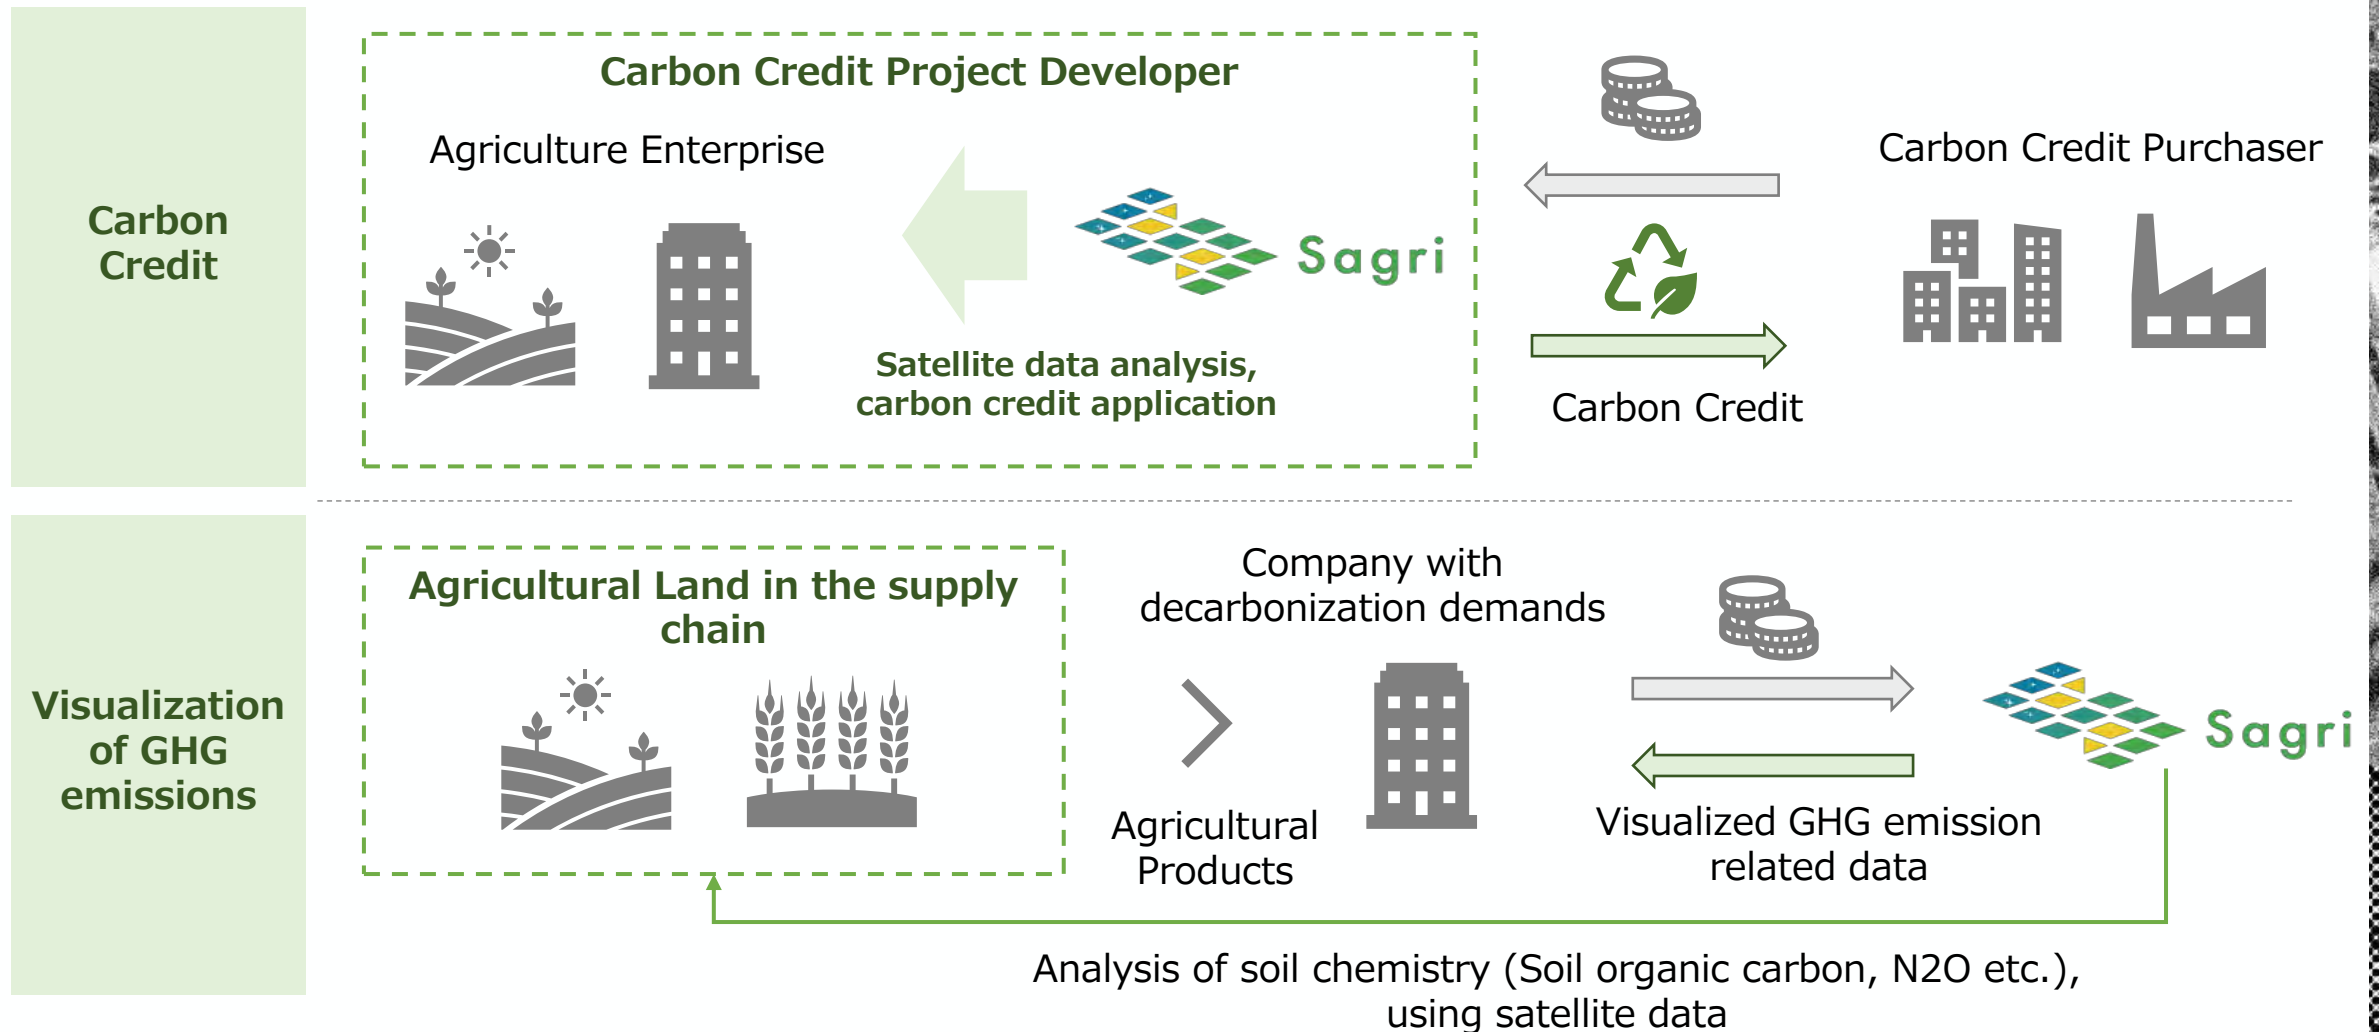 Carbon
Credit
Carbon Credit Project Developer
Agriculture Enterprise
Sagri
Satellite data analysis,
carbon credit application
Carbon Credit Purchaser
Carbon Credit
Visualization
of GHG
emissions
Agricultural Land in the supply
chain
Agricultural
Products
Company with
decarbonization demands
Visualized GHG emission
related data
Sagri
Analysis of soil chemistry (Soil organic carbon, N2O etc.),
using satellite data